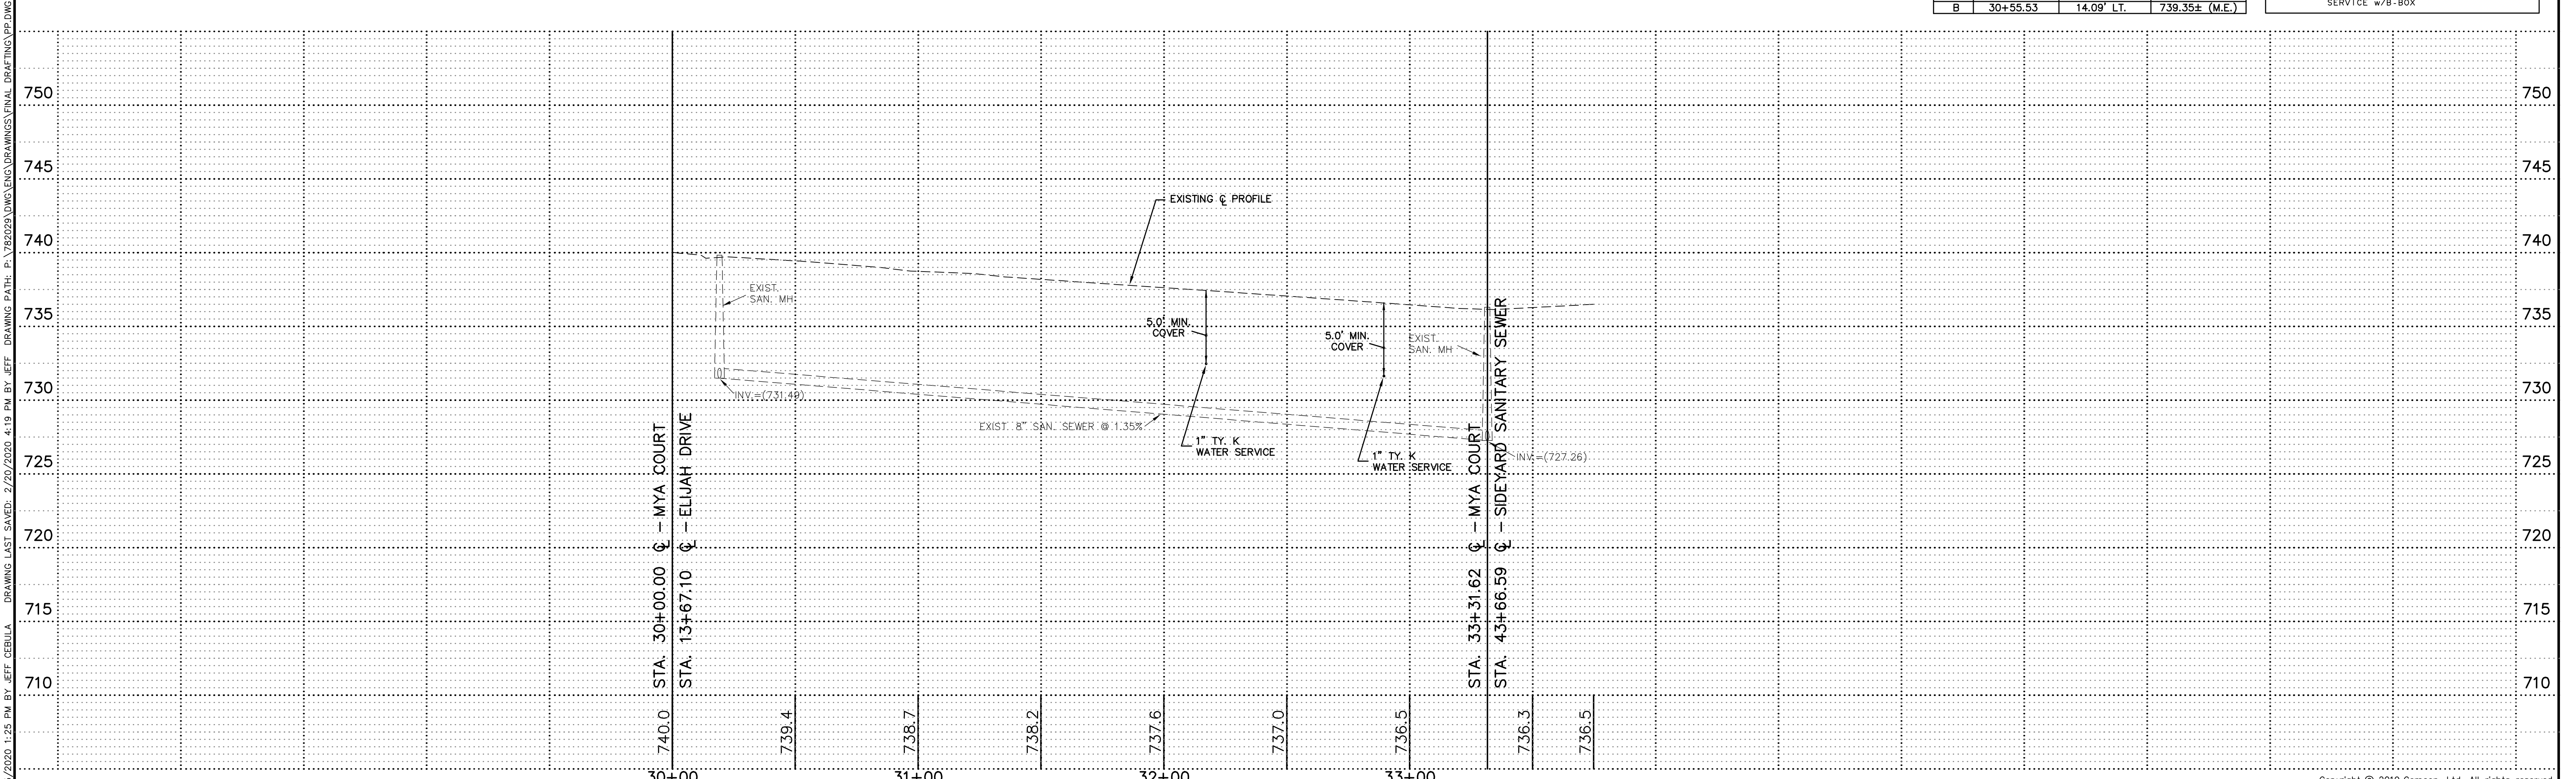 B 30+55.53 14.09' LT. 739.35± (M.E.)
SERVICE w/B-BOX
750 750
745 745
740 740
735 735
730 730
725 725
720 720
715 715
710 710
EXISTING ℄ PROFILE
EXIST.
SAN. MH
INV.=(731.49)
5.0' MIN.
COVER
5.0' MIN.
COVER
EXIST.
SAN. MH
EXIST. 8" SAN. SEWER @ 1.35%
1" TY. K
WATER SERVICE
1" TY. K
WATER SERVICE
INV.=(727.26)
STA. 30+00.00 ℄ - MYA COURT
STA. 13+67.10 ℄ - ELIJAH DRIVE
STA. 33+31.62 ℄ - MYA COURT
STA. 43+66.59 ℄ - SIDEYARD SANITARY SEWER
740.0
739.4
738.7
738.2
737.6
737.0
736.5
736.3
736.5
30+00 31+00 32+00 33+00
/2020 1:25 PM BY JEFF CEBULA DRAWING LAST SAVED: 2/20/2020 4:19 PM BY JEFF DRAWING PATH: P:\782029\DWG\ENG\DRAWINGS\FINAL DRAFTING\PP.DWG